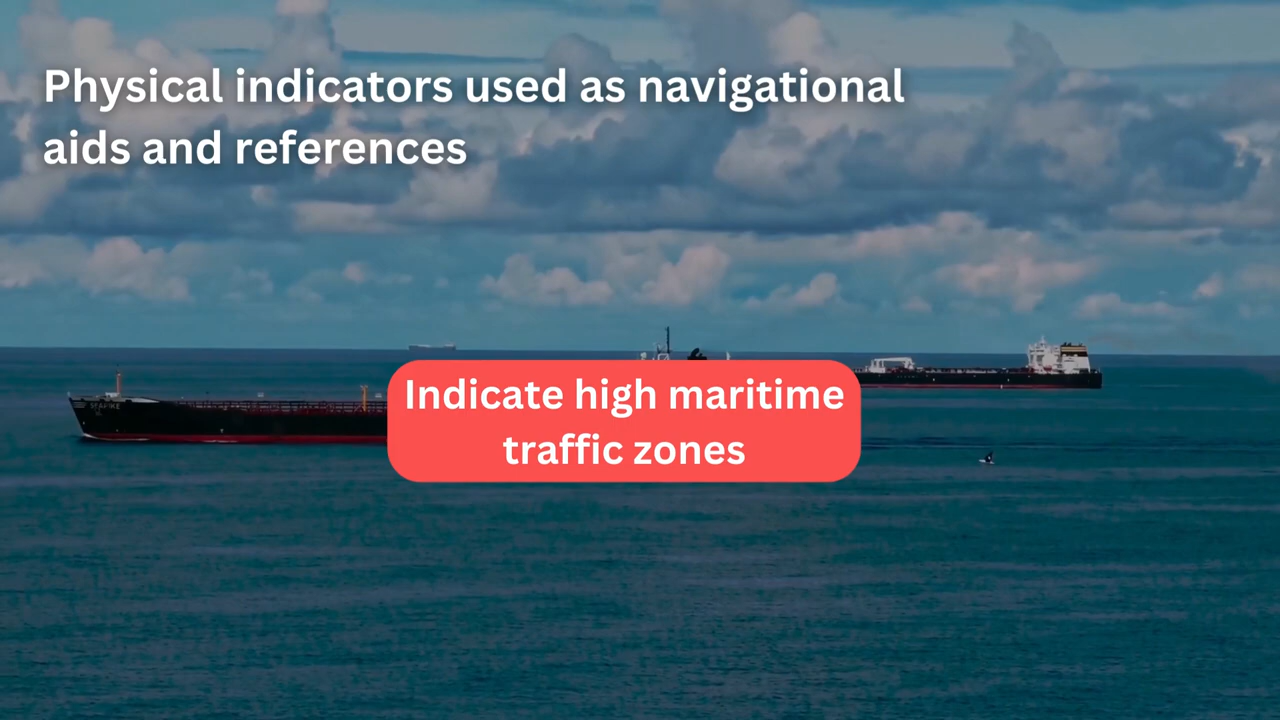 Physical indicators used as navigational
aids and references
Indicate high maritime
traffic zones